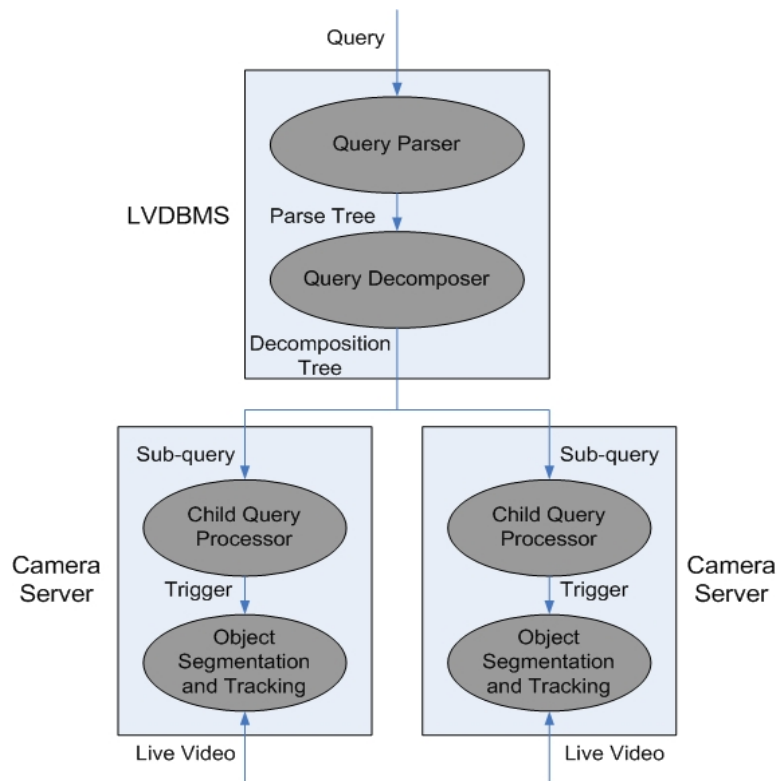 Query
Query Parser
LVDBMS
Parse Tree
Query Decomposer
Decomposition
Tree
Sub-query
Child Query
Processor
Camera
Server
Trigger
Object
Segmentation
and Tracking
Live Video
Sub-query
Child Query
Processor
Camera
Server
Trigger
Object
Segmentation
and Tracking
Live Video